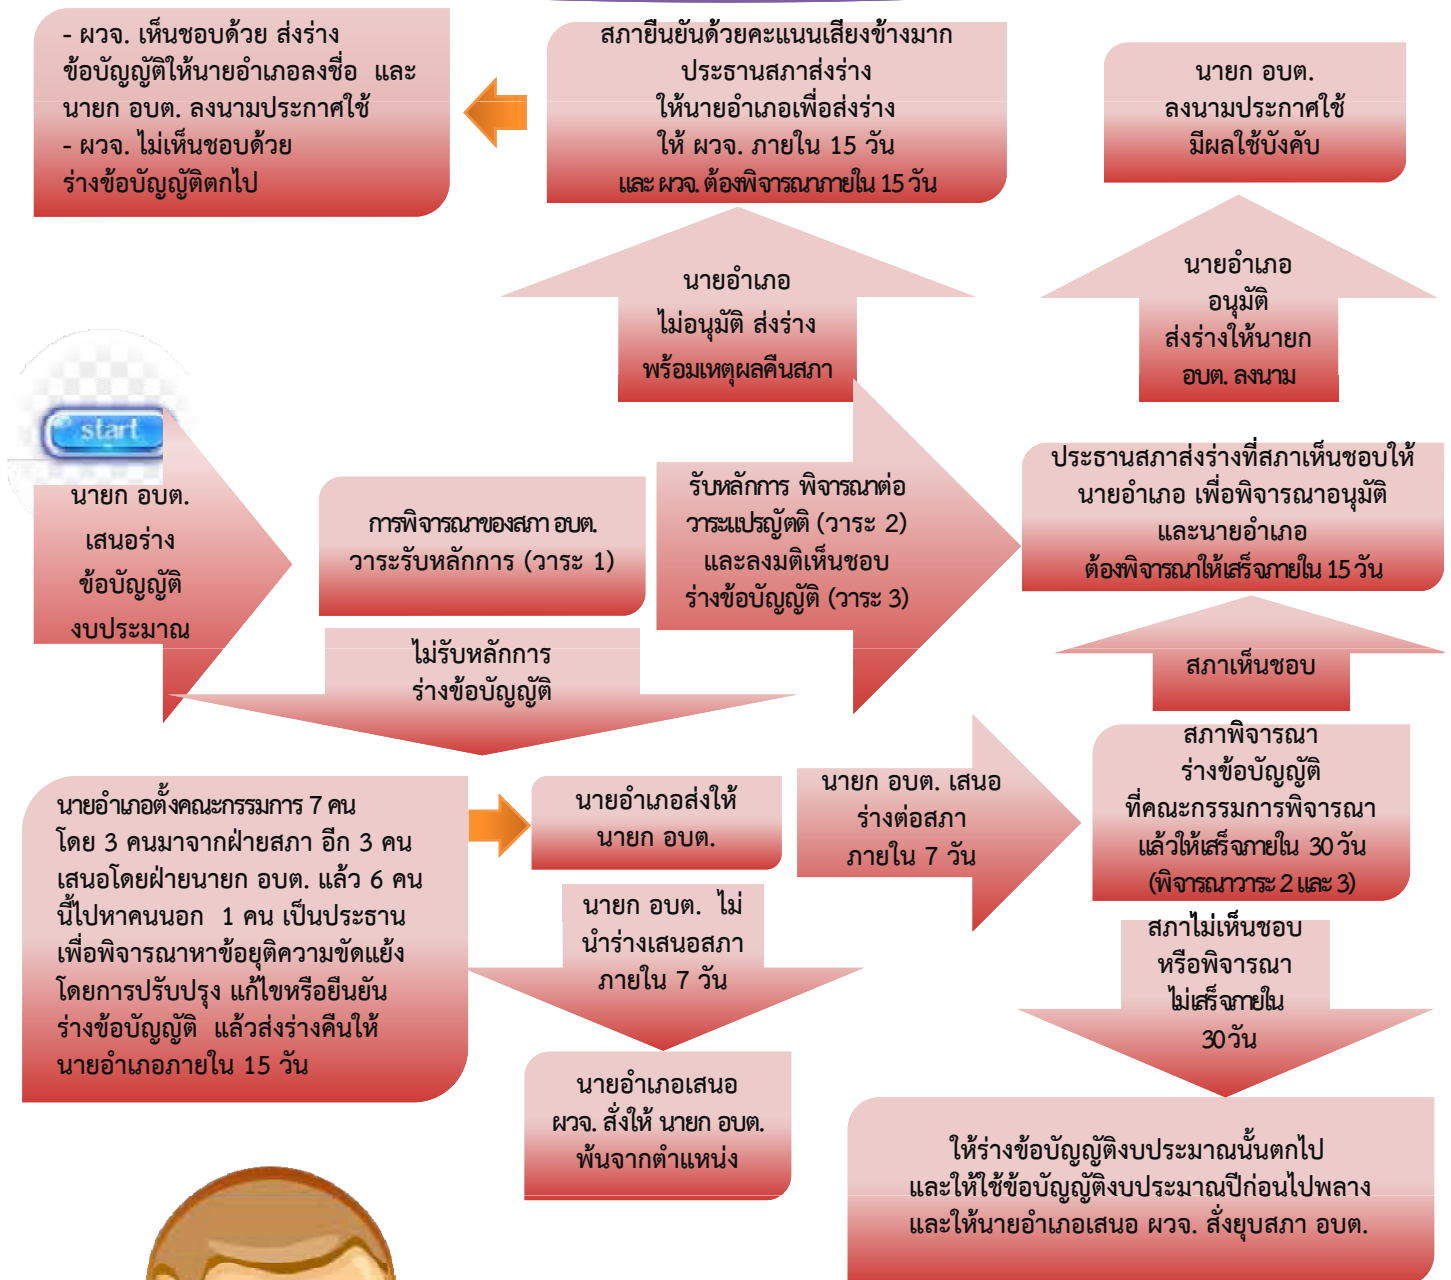 - ผวจ. เห็นชอบด้วย ส่งร่าง
ข้อบัญญัติให้นายอำเภอลงชื่อ และ
นายก อบต. ลงนามประกาศใช้
- ผวจ. ไม่เห็นชอบด้วย
ร่างข้อบัญญัติตกไป
สภายืนยันด้วยคะแนนเสียงข้างมาก
ประธานสภาส่งร่าง
ให้นายอำเภอเพื่อส่งร่าง
ให้ ผวจ. ภายใน 15 วัน
และ ผวจ. ต้องพิจารณาภายใน 15 วัน
นายก อบต.
ลงนามประกาศใช้
มีผลใช้บังคับ
นายอำเภอ
ไม่อนุมัติ ส่งร่าง
พร้อมเหตุผลคืนสภา
นายอำเภอ
อนุมัติ
ส่งร่างให้นายก
อบต. ลงนาม
start
นายก อบต.
เสนอร่าง
ข้อบัญญัติ
งบประมาณ
การพิจารณาของสภา อบต.
วาระรับหลักการ (วาระ 1)
รับหลักการ พิจารณาต่อ
วาระแปรญัตติ (วาระ 2)
และลงมติเห็นชอบ
ร่างข้อบัญญัติ (วาระ 3)
ประธานสภาส่งร่างที่สภาเห็นชอบให้
นายอำเภอ เพื่อพิจารณาอนุมัติ
และนายอำเภอ
ต้องพิจารณาให้เสร็จภายใน 15 วัน
ไม่รับหลักการ
ร่างข้อบัญญัติ
สภาเห็นชอบ
นายอำเภอตั้งคณะกรรมการ 7 คน
โดย 3 คนมาจากฝ่ายสภา อีก 3 คน
เสนอโดยฝ่ายนายก อบต. แล้ว 6 คน
นี้ไปหาคนนอก 1 คน เป็นประธาน
เพื่อพิจารณาหาข้อยุติความขัดแย้ง
โดยการปรับปรุง แก้ไขหรือยืนยัน
ร่างข้อบัญญัติ แล้วส่งร่างคืนให้
นายอำเภอภายใน 15 วัน
นายอำเภอส่งให้
นายก อบต.
นายก อบต. เสนอ
ร่างต่อสภา
ภายใน 7 วัน
สภาพิจารณา
ร่างข้อบัญญัติ
ที่คณะกรรมการพิจารณา
แล้วให้เสร็จภายใน 30 วัน
(พิจารณาวาระ 2 และ 3)
นายก อบต. ไม่
นำร่างเสนอสภา
ภายใน 7 วัน
สภาไม่เห็นชอบ
หรือพิจารณา
ไม่เสร็จภายใน
30 วัน
นายอำเภอเสนอ
ผวจ. สั่งให้ นายก อบต.
พ้นจากตำแหน่ง
ให้ร่างข้อบัญญัติงบประมาณนั้นตกไป
และให้ใช้ข้อบัญญัติงบประมาณปีก่อนไปพลาง
และให้นายอำเภอเสนอ ผวจ. สั่งยุบสภา อบต.